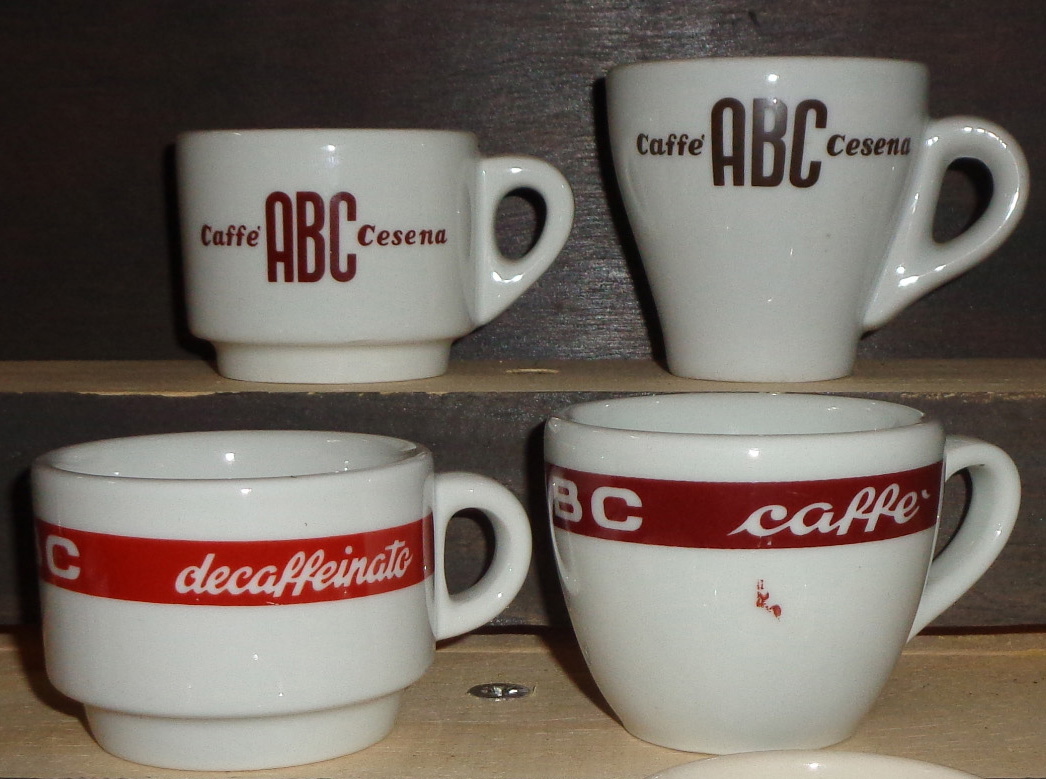 Caffe' ABC Cesena
Caffe' ABC Cesena
C decaffeinato
BC caffe`